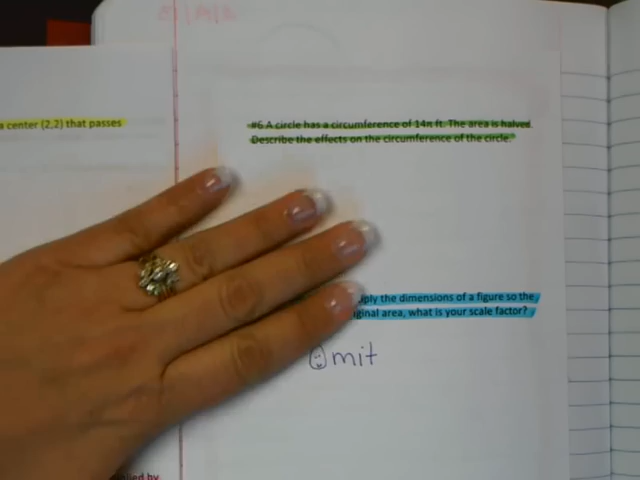 a center (2,2) that passes
#6 A circle has a circumference of 14π ft. The area is halved.
Describe the effects on the circumference of the circle.
ply the dimensions of a figure so the
ginal area, what is your scale factor?
omit
by